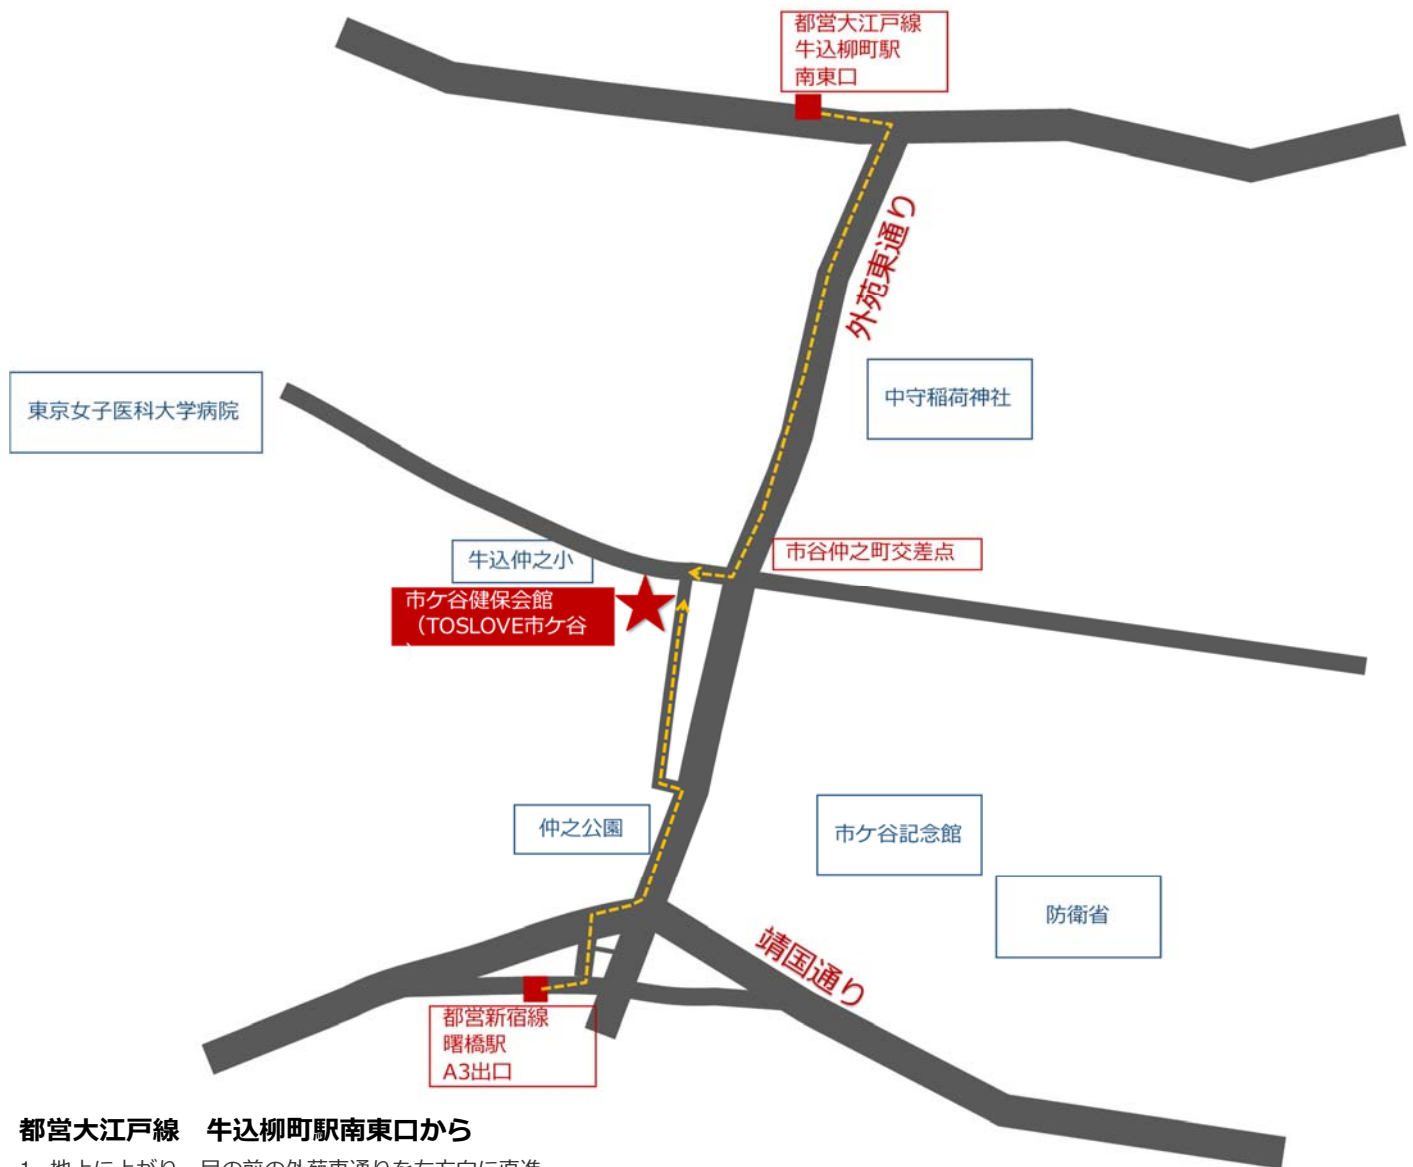 都営大江戸線
牛込柳町駅
南東口
外苑東通り
東京女子医科大学病院
中守稲荷神社
牛込仲之小
市谷仲之町交差点
市ケ谷健保会館
（TOSLOVE市ケ谷
仲之公園
市ケ谷記念館
防衛省
靖国通り
都営新宿線
曙橋駅
A3出口
都営大江戸線　牛込柳町駅南東口から